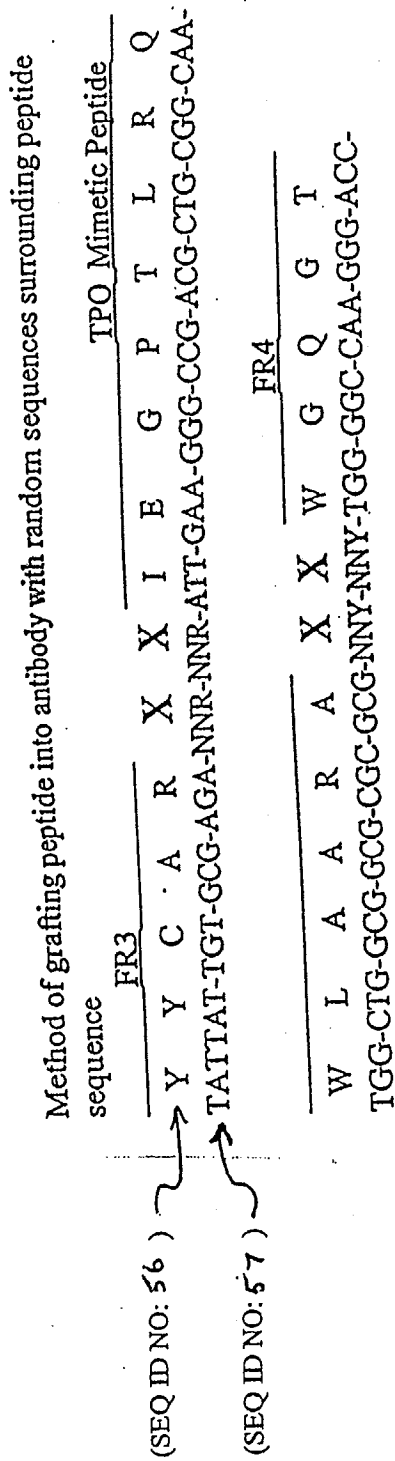 Method of grafting peptide into antibody with random sequences surrounding peptide
sequence
FR3 TPO Mimetic Peptide
(SEQ ID NO: 56 ) Y Y C A R X X I E G P T L R Q
(SEQ ID NO: 57 ) TATTAT-TGT-GCG-AGA-NNR-NNR-ATT-GAA-GGG-CCG-ACG-CTG-CGG-CAA-
FR4
W L A A R A X X W G Q G T
TGG-CTG-GCG-GCG-CGC-GCG-NNY-NNY-TGG-GGC-CAA-GGG-ACC-